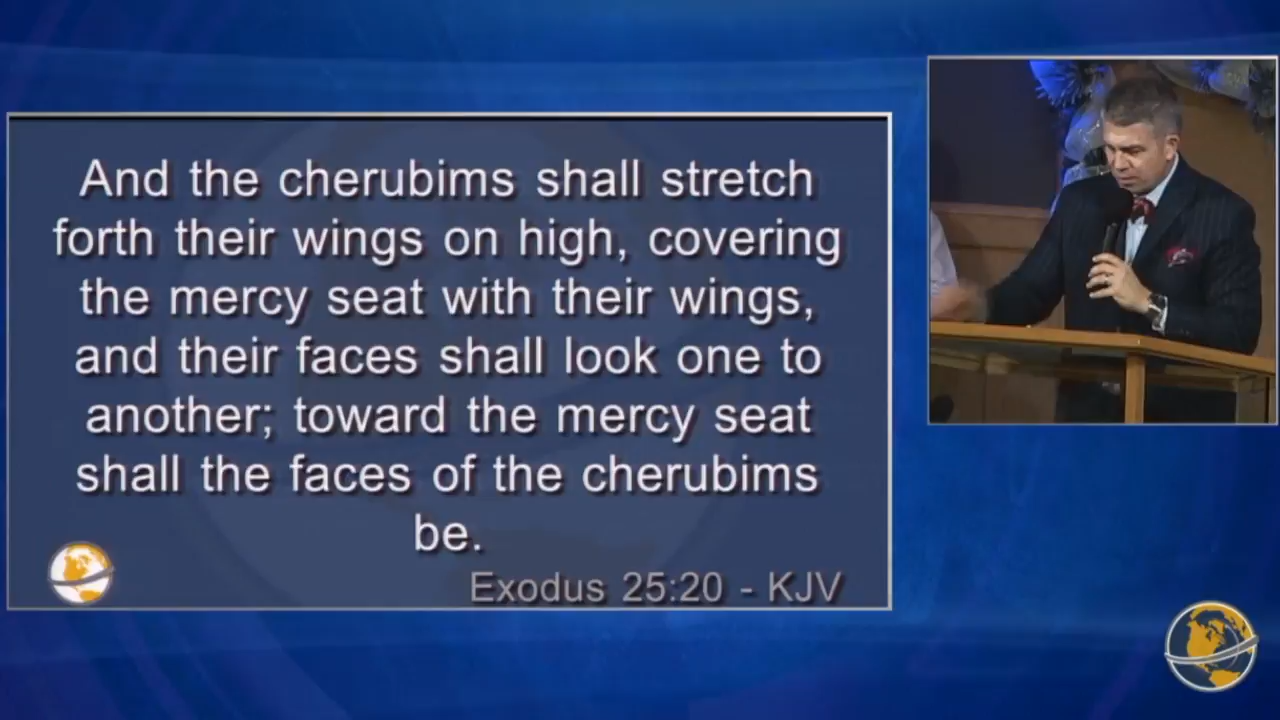 And the cherubims shall stretch
forth their wings on high, covering
the mercy seat with their wings,
and their faces shall look one to
another; toward the mercy seat
shall the faces of the cherubims
be.
Exodus 25:20 - KJV